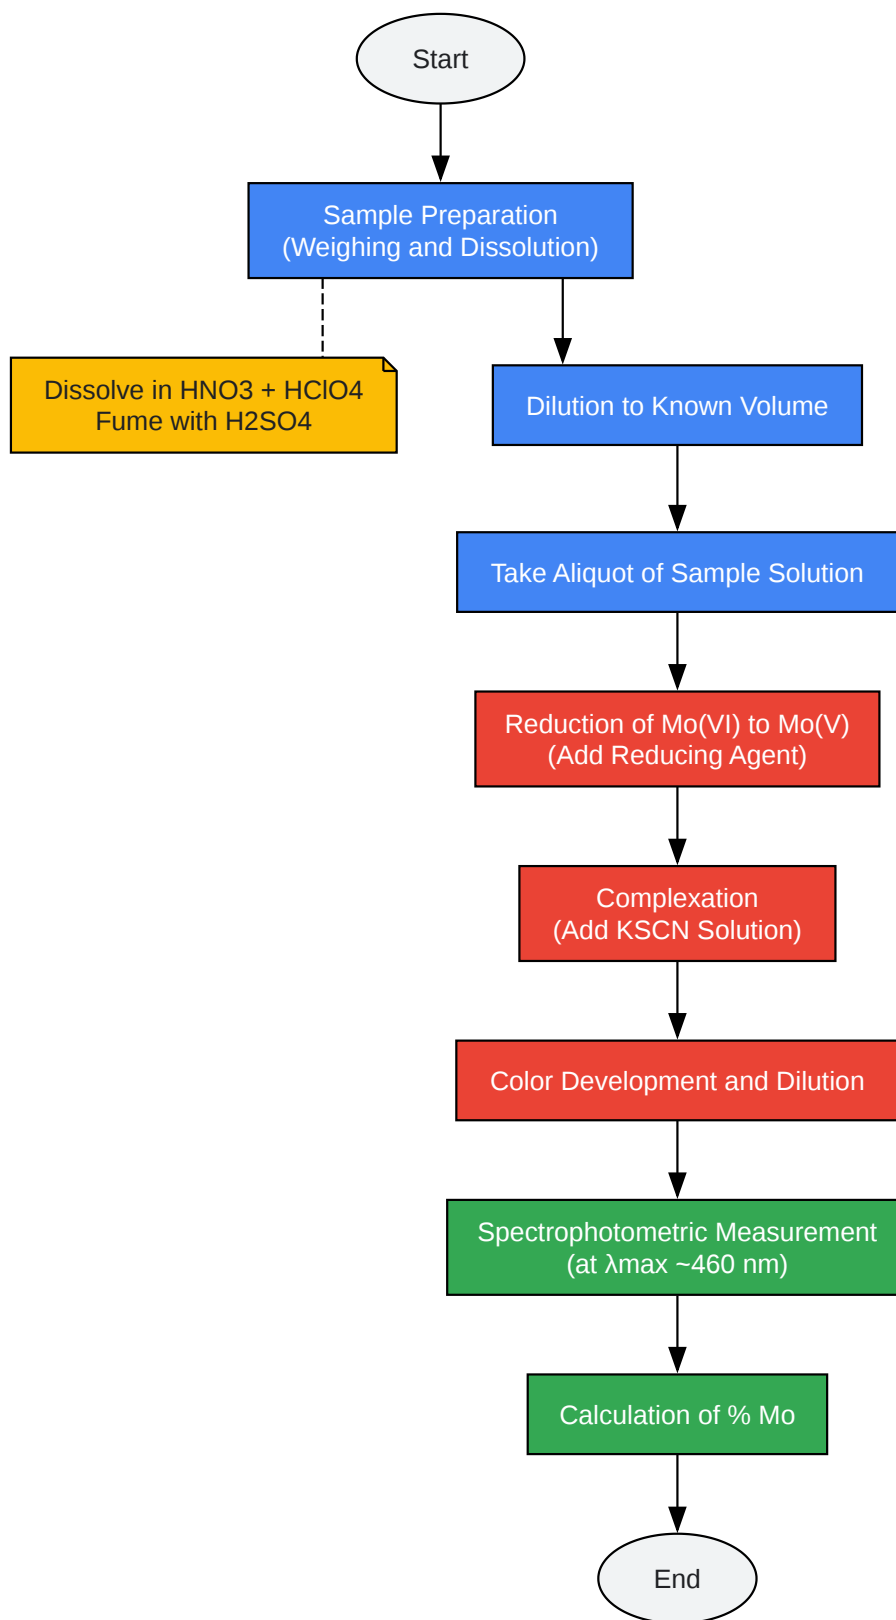 Start
Sample Preparation
(Weighing and Dissolution)
Dissolve in HNO3 + HClO4
Fume with H2SO4
Dilution to Known Volume
Take Aliquot of Sample Solution
Reduction of Mo(VI) to Mo(V)
(Add Reducing Agent)
Complexation
(Add KSCN Solution)
Color Development and Dilution
Spectrophotometric Measurement
(at λmax ~460 nm)
Calculation of % Mo
End